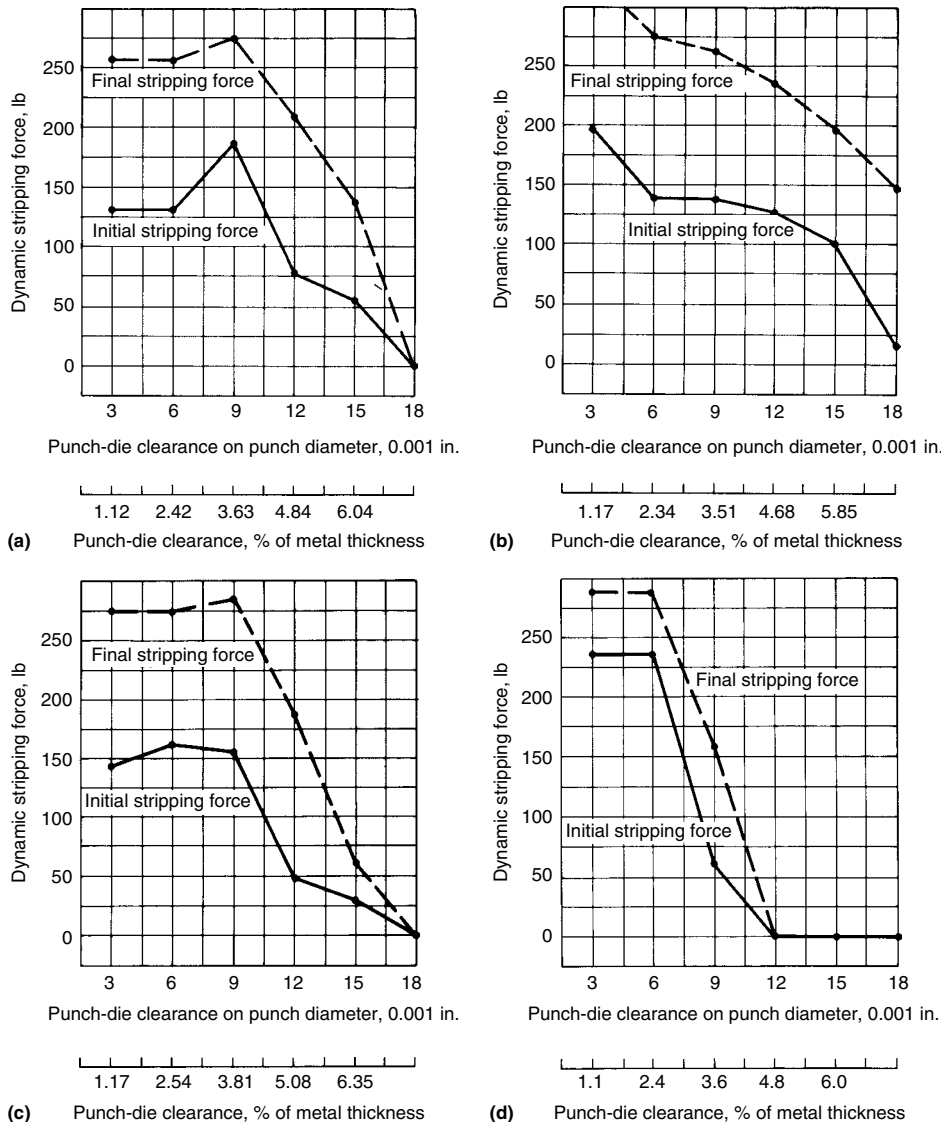 Dynamic stripping force, lb
250
200
150
100
50
0
Final stripping force
Initial stripping force
3 6 9 12 15 18
Punch-die clearance on punch diameter, 0.001 in.
1.12 2.42 3.63 4.84 6.04
(a) Punch-die clearance, % of metal thickness
Dynamic stripping force, lb
250
200
150
100
50
0
Final stripping force
Initial stripping force
3 6 9 12 15 18
Punch-die clearance on punch diameter, 0.001 in.
1.17 2.34 3.51 4.68 5.85
(b) Punch-die clearance, % of metal thickness
Dynamic stripping force, lb
250
200
150
100
50
0
Final stripping force
Initial stripping force
3 6 9 12 15 18
Punch-die clearance on punch diameter, 0.001 in.
1.17 2.54 3.81 5.08 6.35
(c) Punch-die clearance, % of metal thickness
Dynamic stripping force, lb
250
200
150
100
50
0
Final stripping force
Initial stripping force
3 6 9 12 15 18
Punch-die clearance on punch diameter, 0.001 in.
1.1 2.4 3.6 4.8 6.0
(d) Punch-die clearance, % of metal thickness